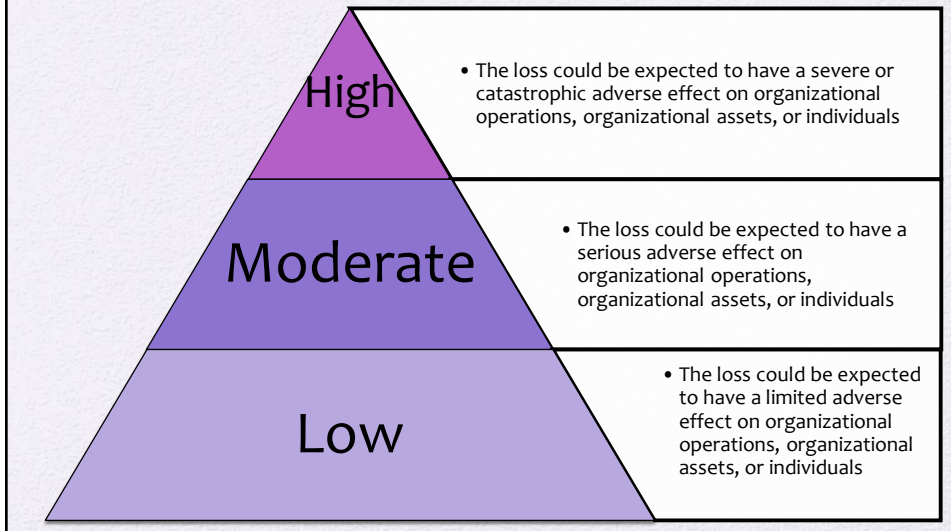 High
• The loss could be expected to have a severe or
catastrophic adverse effect on organizational
operations, organizational assets, or individuals
Moderate
• The loss could be expected to have a
serious adverse effect on
organizational operations,
organizational assets, or individuals
Low
• The loss could be expected
to have a limited adverse
effect on organizational
operations, organizational
assets, or individuals